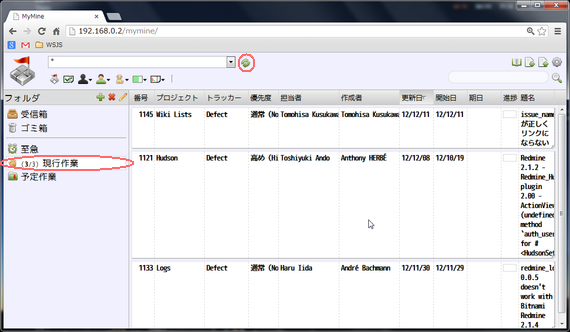 MyMine
192.168.0.2/mymine/
WSJS
*
フォルダ
番号 プロジェクト トラッカー 優先度 担当者 作成者 更新日 開始日 期日 進捗 題名
受信箱
ゴミ箱
至急
(3/3) 現行作業
予定作業
1145 Wiki Lists Defect 通常 (No Tomohisa Kusukawa Tomohisa Kusukawa 12/12/11 12/12/11 issue_name
が正しく
リンクに
ならない
1121 Hudson Defect 高め (Hi Toshiyuki Ando Anthony HERBÉ 12/12/08 12/10/19 Redmine
2.1.2 -
Redmine_Hu
plugin
2.00 -
ActionView
(undefined
method
`auth_user
for #
<HudsonSet
1133 Logs Defect 通常 (No Haru Iida André Bachmann 12/11/30 12/11/29 redmine_lo
0.0.5
doesn't
work with
Bitnami
Redmine
2.1.4